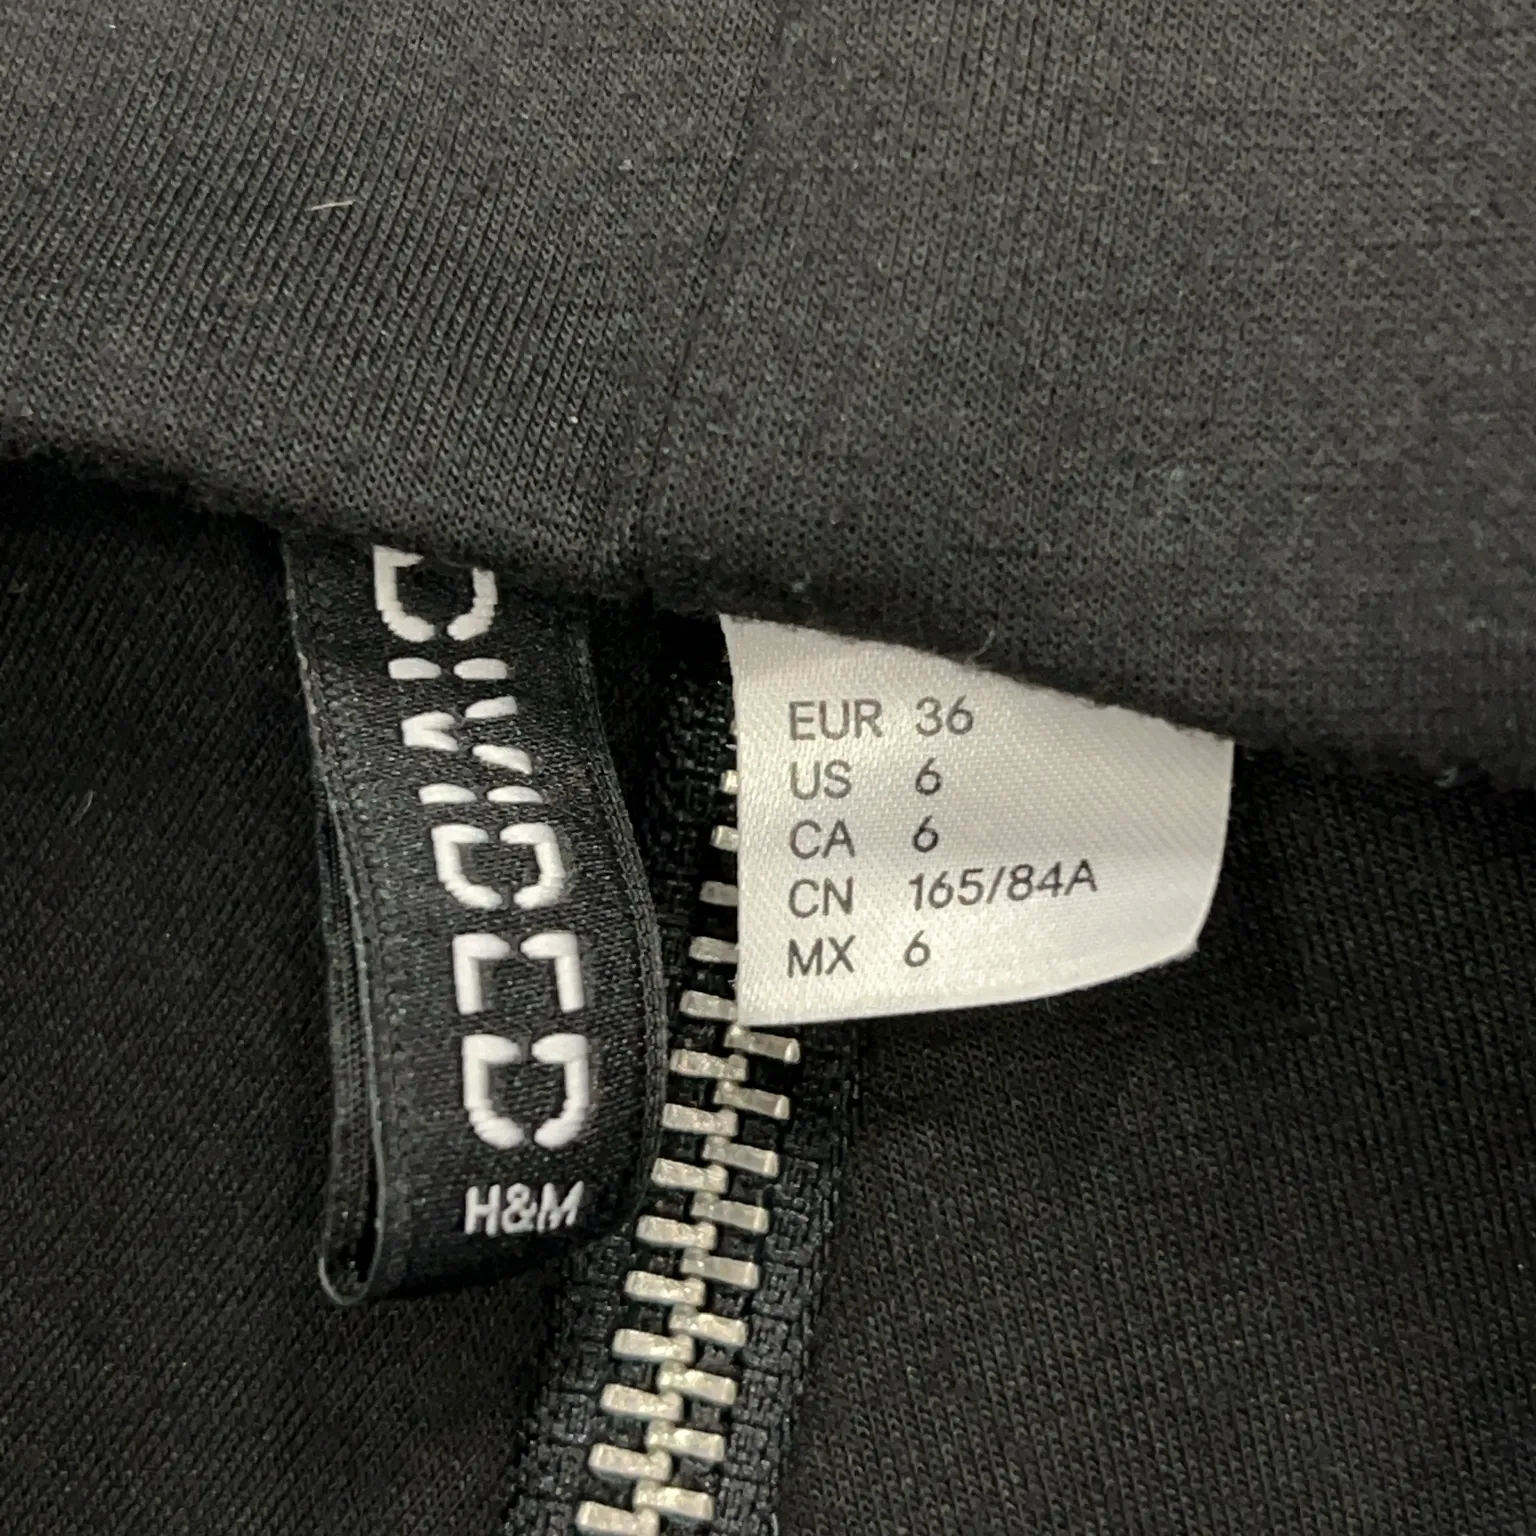 DIVIDED
H&M
EUR 36
US 6
CA 6
CN 165/84A
MX 6